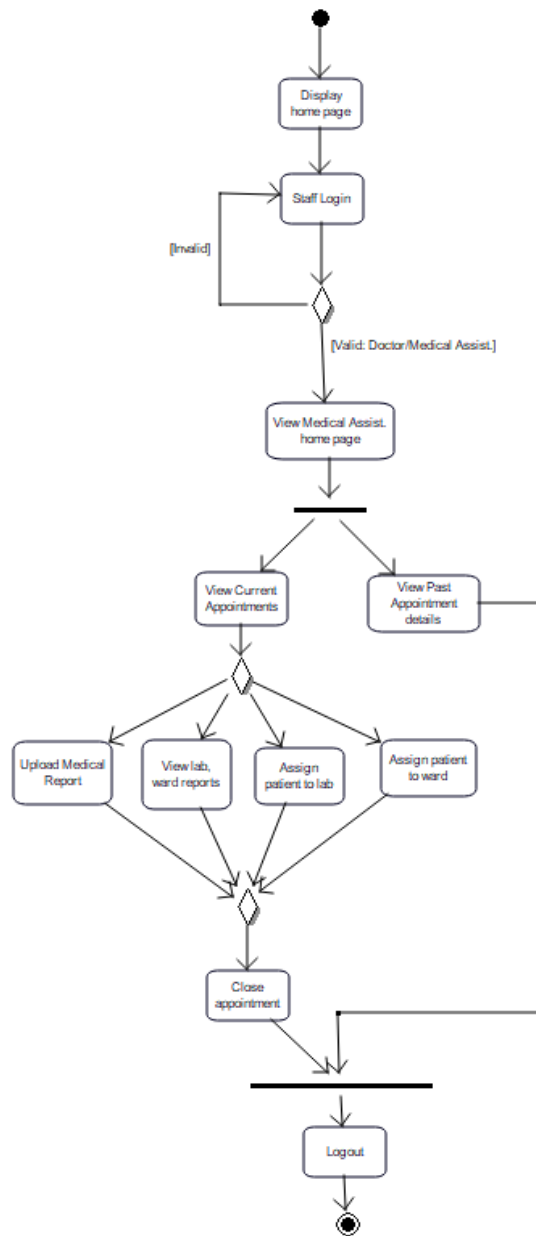 Display
home page
Staff Login
[Invalid]
[Valid: Doctor/Medical Assist.]
View Medical Assist.
home page
View Current
Appointments
View Past
Appointment
details
Upload Medical
Report
View lab,
ward reports
Assign
patient to lab
Assign patient
to ward
Close
appointment
Logout